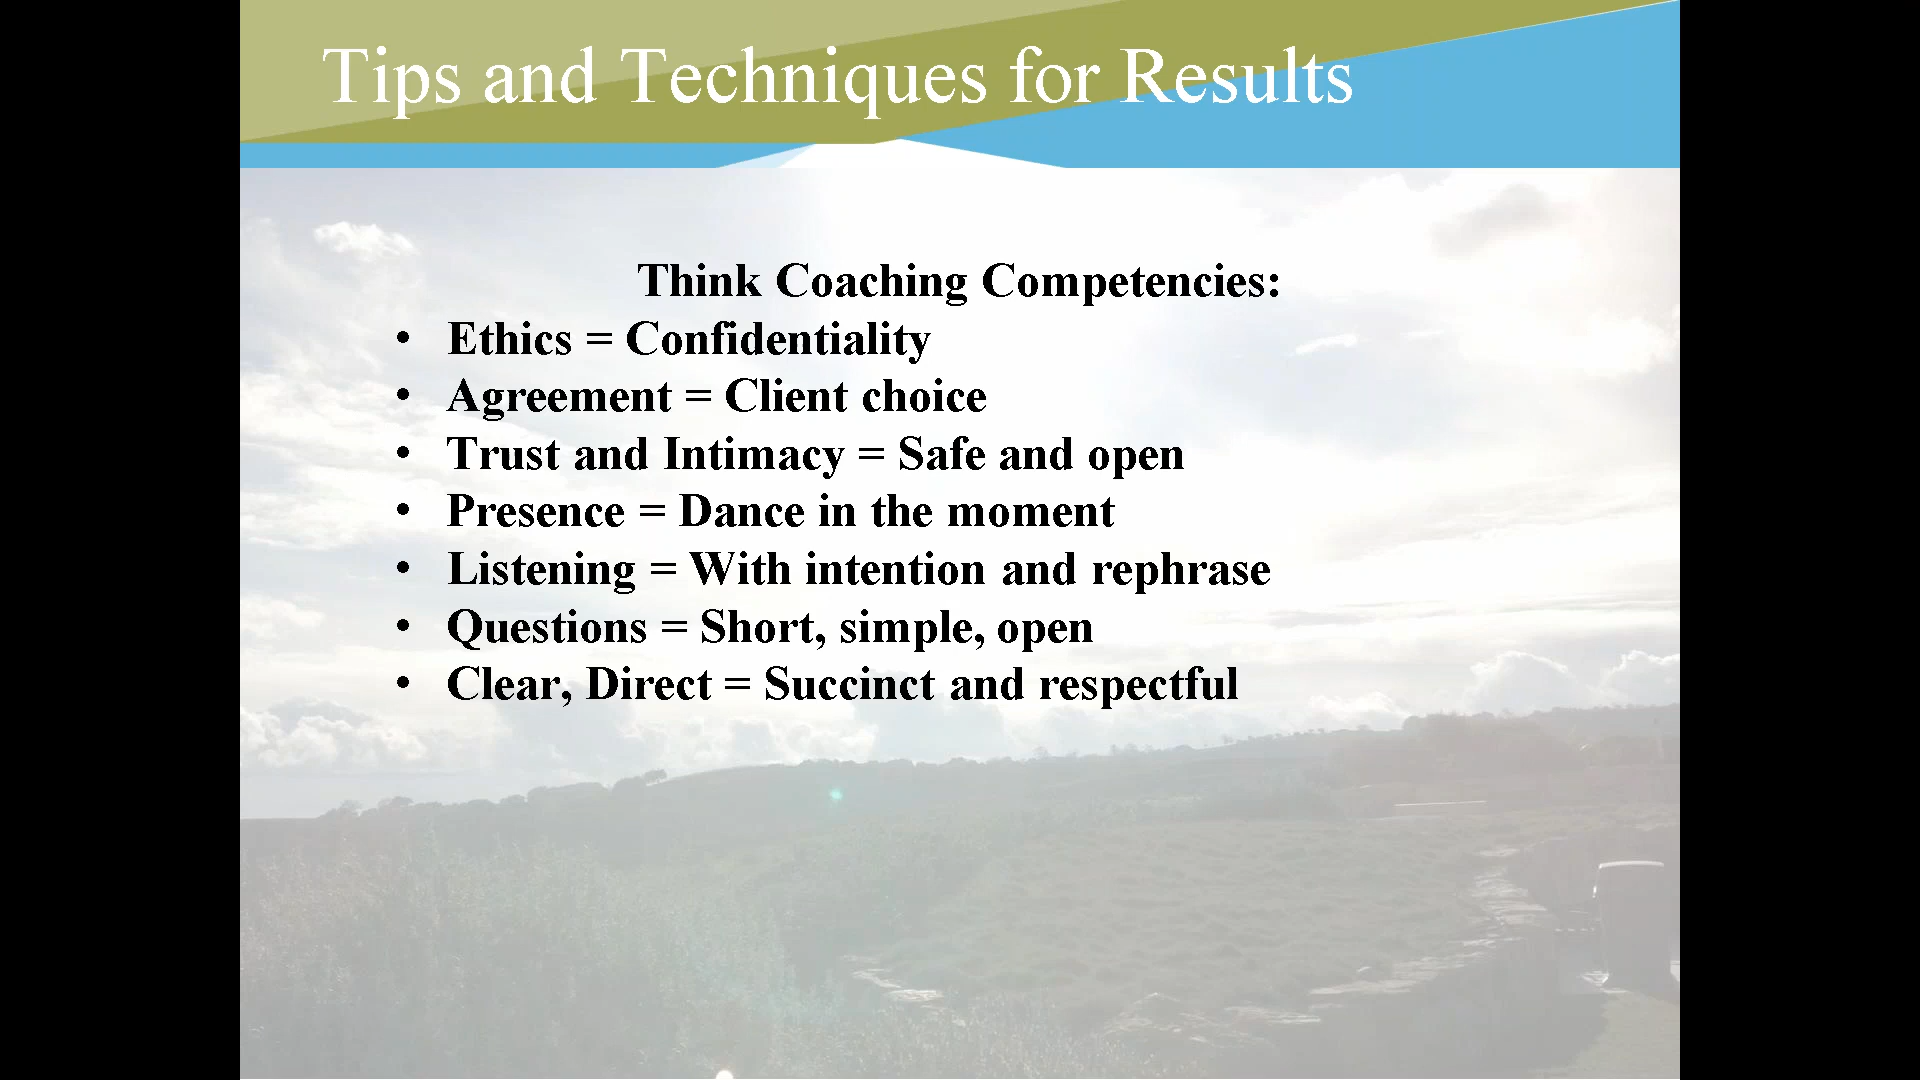 Tips and Techniques for Results
Think Coaching Competencies:
• Ethics = Confidentiality
• Agreement = Client choice
• Trust and Intimacy = Safe and open
• Presence = Dance in the moment
• Listening = With intention and rephrase
• Questions = Short, simple, open
• Clear, Direct = Succinct and respectful